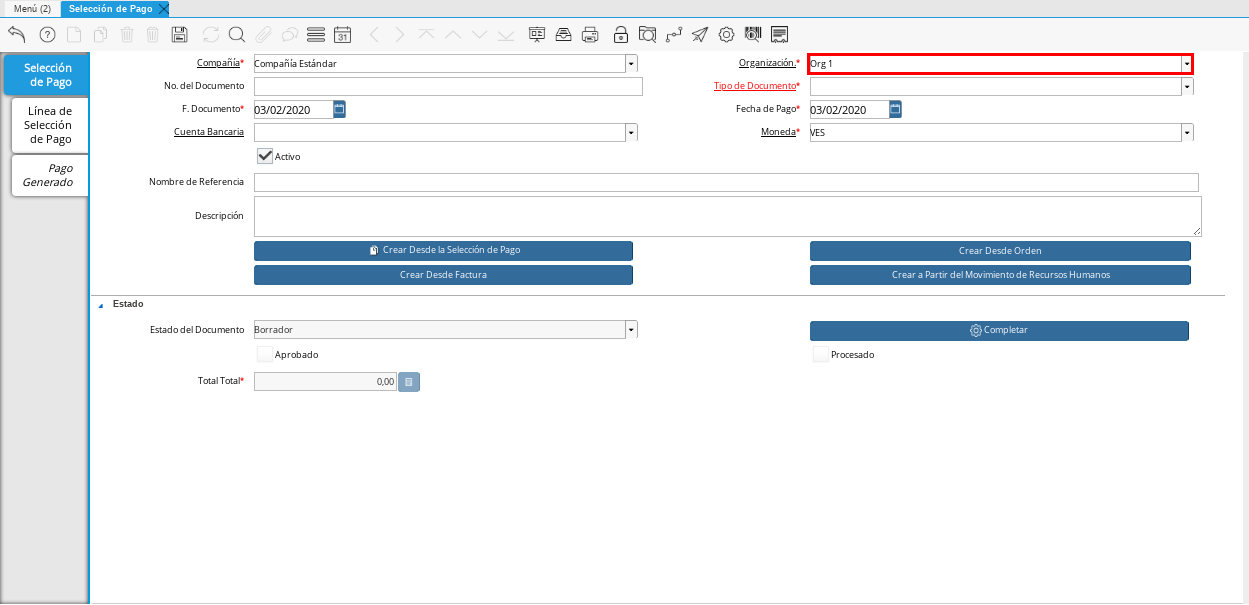 Menú (2) Selección de Pago
31
Selección de Pago
Línea de Selección de Pago
Pago Generado
Compañía* Compañía Estándar Organización.* Org 1
No. del Documento Tipo de Documento*
F. Documento* 03/02/2020 Fecha de Pago* 03/02/2020
Cuenta Bancaria Moneda* VES
Activo
Nombre de Referencia
Descripción
Crear Desde la Selección de Pago Crear Desde Orden
Crear Desde Factura Crear a Partir del Movimiento de Recursos Humanos
Estado
Estado del Documento Borrador Completar
Aprobado Procesado
Total Total* 0,00